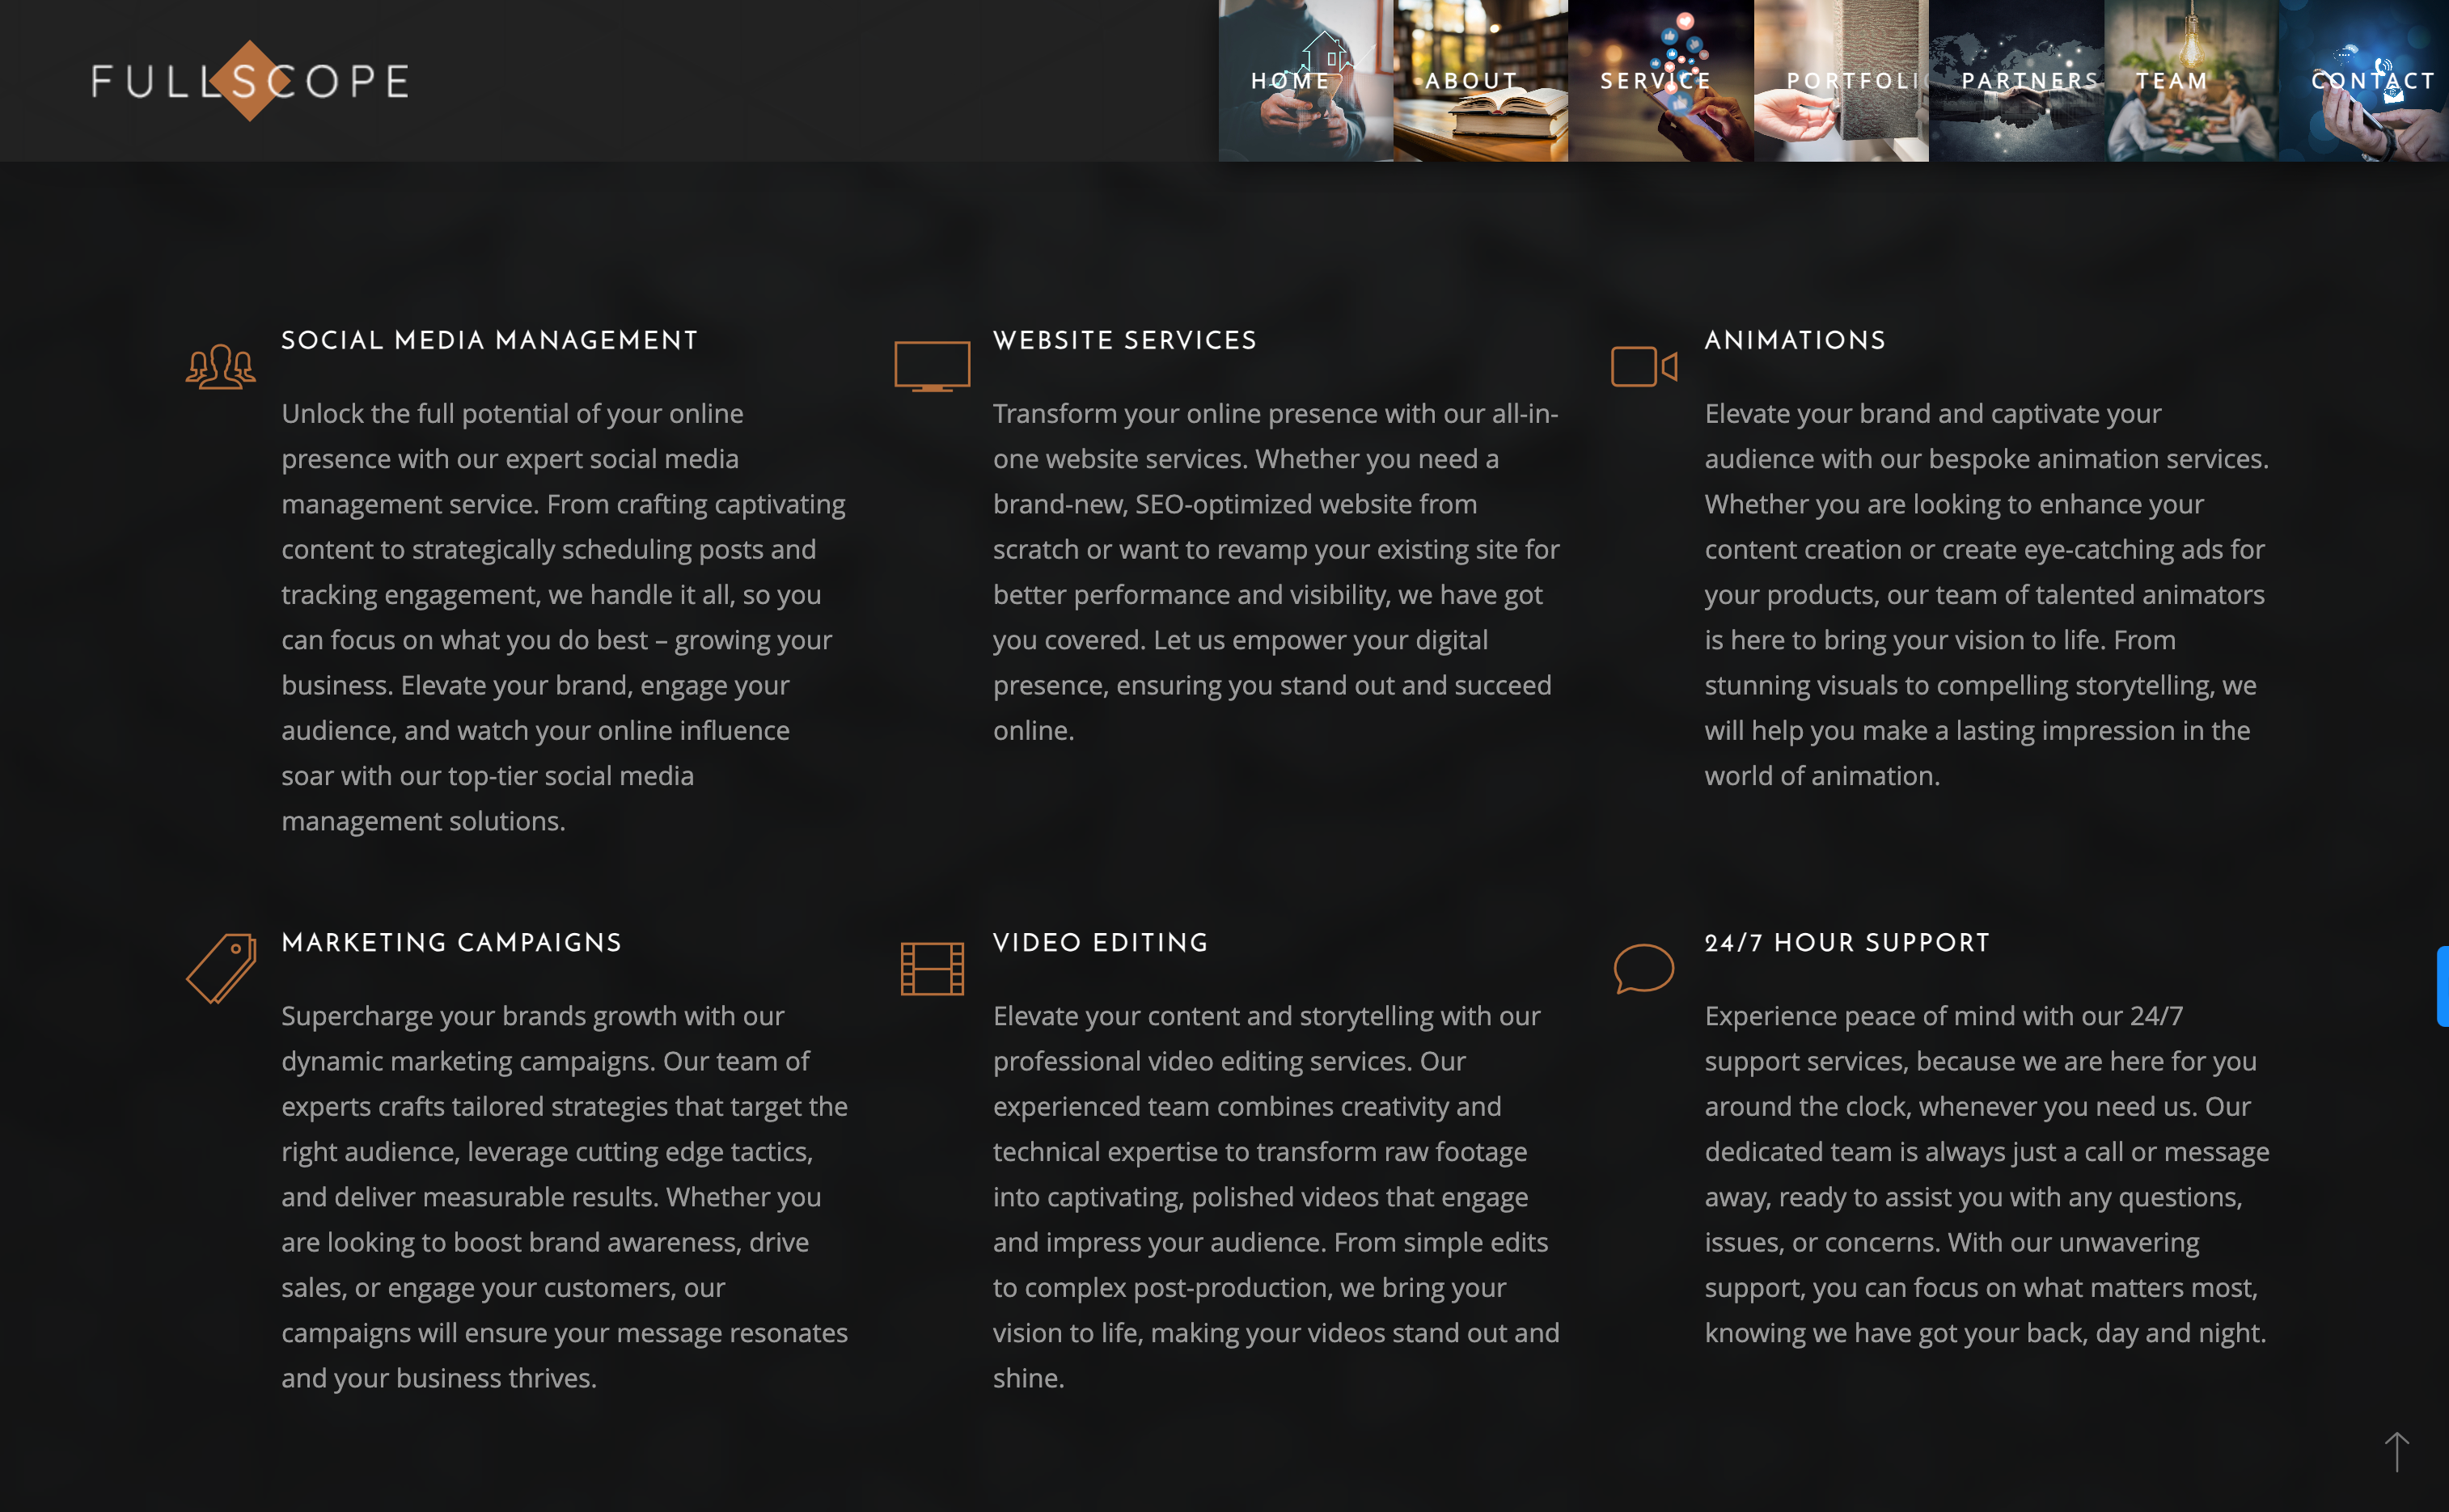 FULLSCOPE
HOME
ABOUT
SERVICE
PORTFOLI
PARTNERS
TEAM
CONTACT
SOCIAL MEDIA MANAGEMENT
Unlock the full potential of your online
presence with our expert social media
management service. From crafting captivating
content to strategically scheduling posts and
tracking engagement, we handle it all, so you
can focus on what you do best – growing your
business. Elevate your brand, engage your
audience, and watch your online influence
soar with our top-tier social media
management solutions.
WEBSITE SERVICES
Transform your online presence with our all-in-
one website services. Whether you need a
brand-new, SEO-optimized website from
scratch or want to revamp your existing site for
better performance and visibility, we have got
you covered. Let us empower your digital
presence, ensuring you stand out and succeed
online.
ANIMATIONS
Elevate your brand and captivate your
audience with our bespoke animation services.
Whether you are looking to enhance your
content creation or create eye-catching ads for
your products, our team of talented animators
is here to bring your vision to life. From
stunning visuals to compelling storytelling, we
will help you make a lasting impression in the
world of animation.
MARKETING CAMPAIGNS
Supercharge your brands growth with our
dynamic marketing campaigns. Our team of
experts crafts tailored strategies that target the
right audience, leverage cutting edge tactics,
and deliver measurable results. Whether you
are looking to boost brand awareness, drive
sales, or engage your customers, our
campaigns will ensure your message resonates
and your business thrives.
VIDEO EDITING
Elevate your content and storytelling with our
professional video editing services. Our
experienced team combines creativity and
technical expertise to transform raw footage
into captivating, polished videos that engage
and impress your audience. From simple edits
to complex post-production, we bring your
vision to life, making your videos stand out and
shine.
24/7 HOUR SUPPORT
Experience peace of mind with our 24/7
support services, because we are here for you
around the clock, whenever you need us. Our
dedicated team is always just a call or message
away, ready to assist you with any questions,
issues, or concerns. With our unwavering
support, you can focus on what matters most,
knowing we have got your back, day and night.